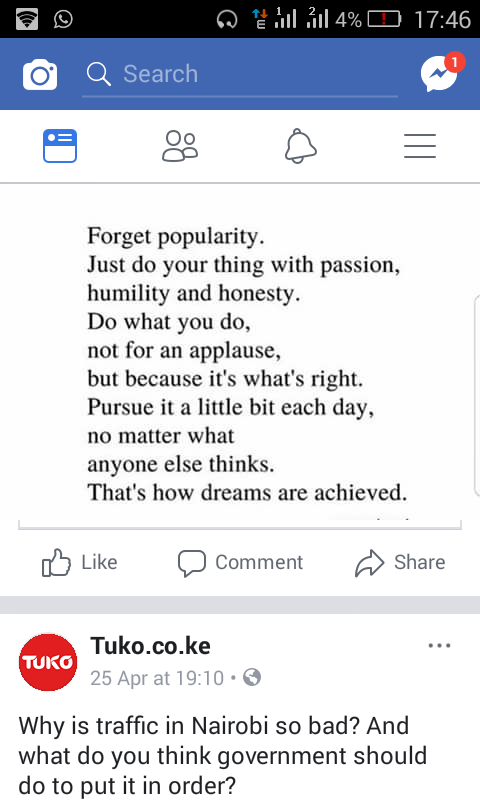 1 2 4% 17:46
E
Search
1
Forget popularity.
Just do your thing with passion,
humility and honesty.
Do what you do,
not for an applause,
but because it's what's right.
Pursue it a little bit each day,
no matter what
anyone else thinks.
That's how dreams are achieved.
Like Comment Share
TUKO
Tuko.co.ke
25 Apr at 19:10 •
Why is traffic in Nairobi so bad? And
what do you think government should
do to put it in order?